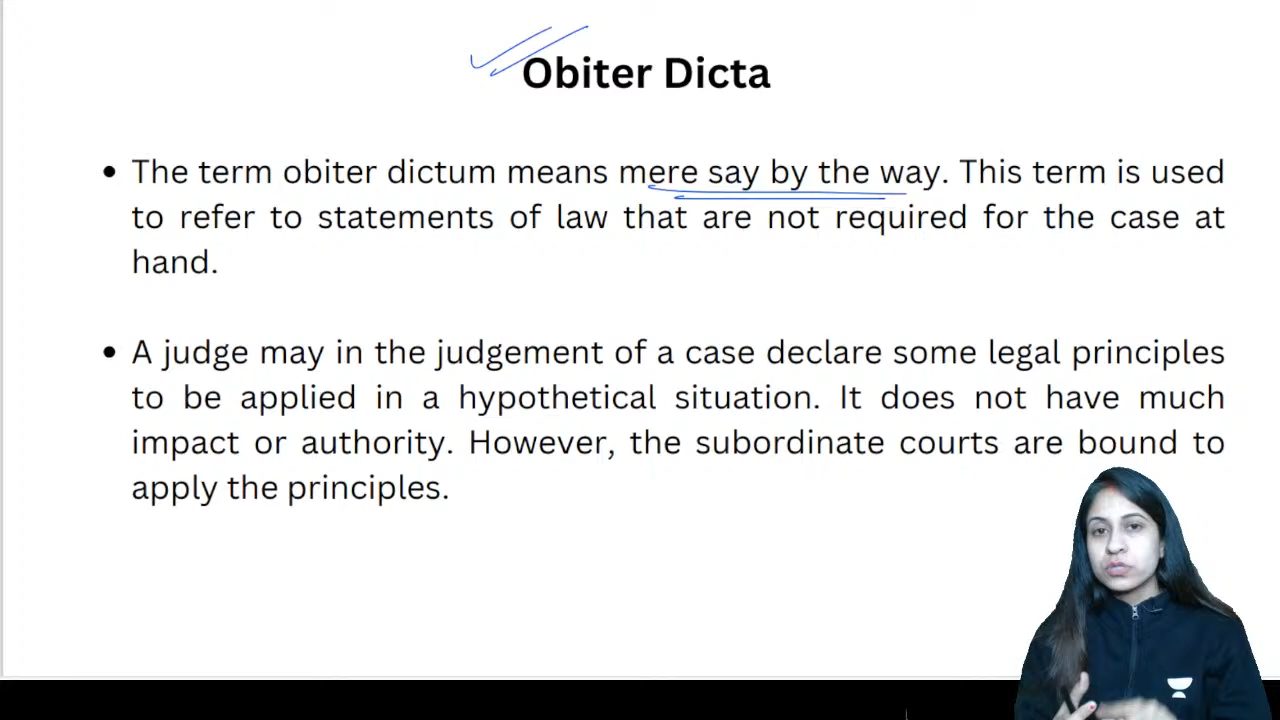 Obiter Dicta
• The term obiter dictum means mere say by the way. This term is used
to refer to statements of law that are not required for the case at
hand.
• A judge may in the judgement of a case declare some legal principles
to be applied in a hypothetical situation. It does not have much
impact or authority. However, the subordinate courts are bound to
apply the principles.